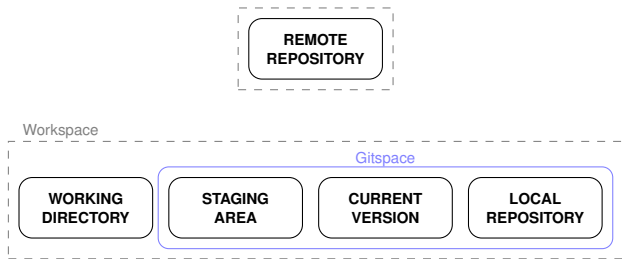 REMOTE
REPOSITORY
Workspace
Gitspace
WORKING
DIRECTORY
STAGING
AREA
CURRENT
VERSION
LOCAL
REPOSITORY